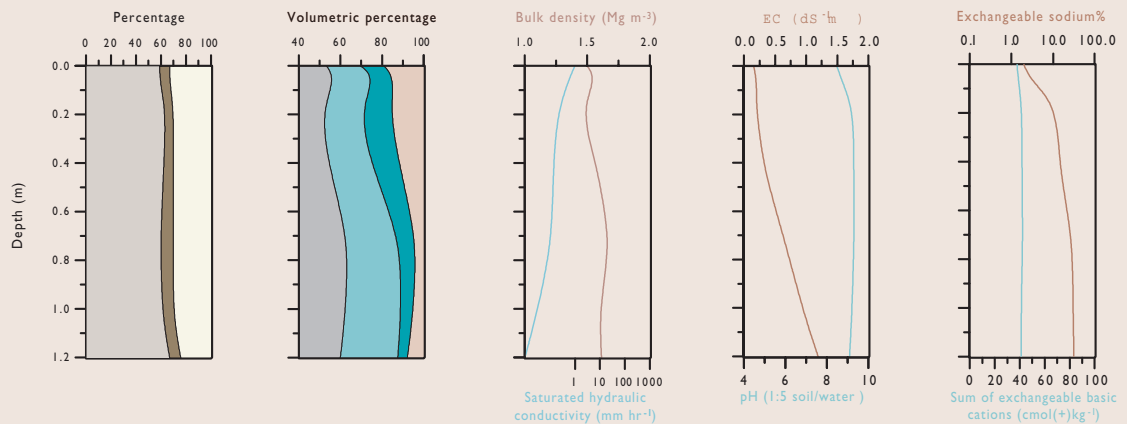 Percentage
0 20 40 60 80 100
Depth (m)
0.0
0.2
0.4
0.6
0.8
1.0
1.2
Volumetric percentage
40 60 80 100
Bulk density (Mg m-³)
1.0 1.5 2.0
1 10 100 1000
Saturated hydraulic
conductivity (mm hr-¹)
EC (dS-¹m )
0.0 0.5 1.0 1.5 2.0
4 6 8 10
pH (1:5 soil/water )
Exchangeable sodium%
0.1 1.0 10.0 100.0
0 20 40 60 80 100
Sum of exchangeable basic
cations (cmol(+)kg-¹)